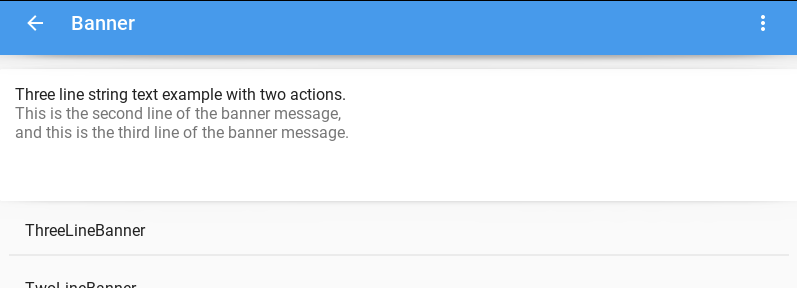 Banner
Three line string text example with two actions.
This is the second line of the banner message,
and this is the third line of the banner message.
ThreeLineBanner
TwoLineBanner